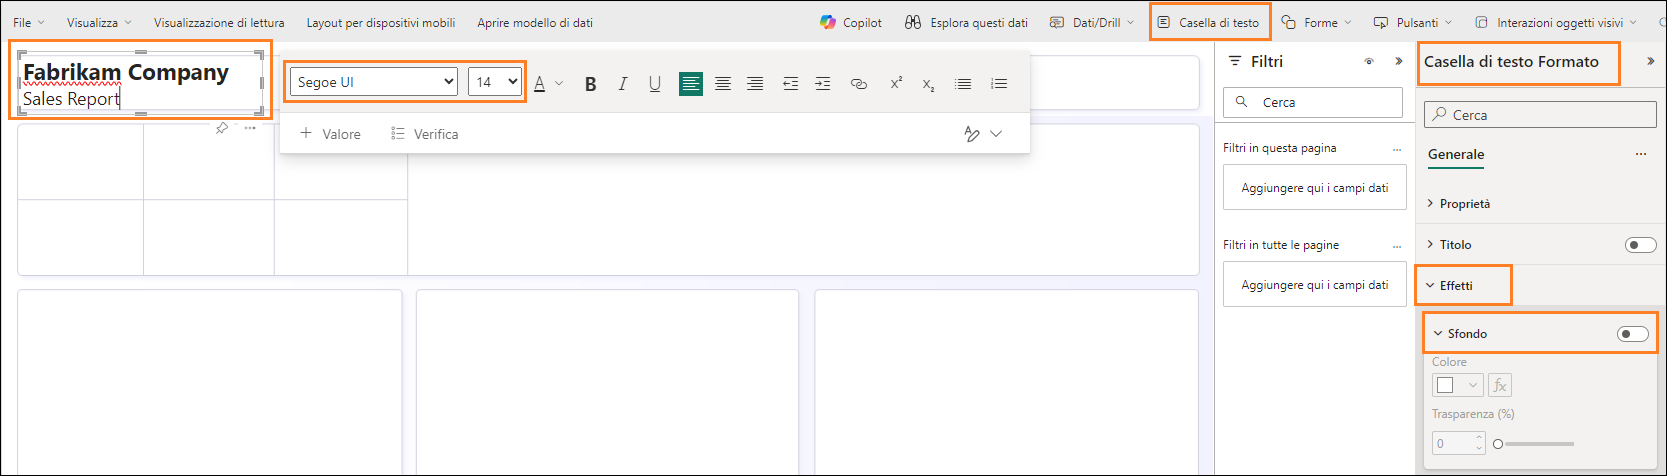 File Visualizza Visualizzazione di lettura Layout per dispositivi mobili Aprire modello di dati Copilot Esplora questi dati Dati/Drill Casella di testo Forme Pulsanti Interazioni oggetti visivi
Fabrikam Company
Sales Report
Segoe UI 14 A B I U x² x₂
+ Valore Verifica
Filtri
Cerca
Filtri in questa pagina ...
Aggiungere qui i campi dati
Filtri in tutte le pagine ...
Aggiungere qui i campi dati
Casella di testo Formato
Cerca
Generale ...
Proprietà
Titolo
Effetti
Sfondo
Colore
fx
Trasparenza (%)
0